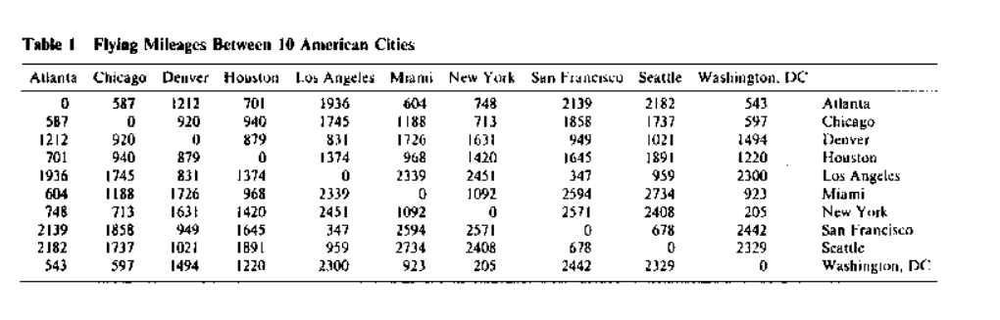 Table 1 Flying Mileages Between 10 American Cities
Atlanta Chicago Denver Houston Los Angeles Miami New York San Francisco Seattle Washington, DC
0 587 1212 701 1936 604 748 2139 2182 543 Atlanta
587 0 920 940 1745 1188 713 1858 1737 597 Chicago
1212 920 0 879 831 1726 1631 949 1021 1494 Denver
701 940 879 0 1374 968 1420 1645 1891 1220 Houston
1936 1745 831 1374 0 2339 2451 347 959 2300 Los Angeles
604 1188 1726 968 2339 0 1092 2594 2734 923 Miami
748 713 1631 1420 2451 1092 0 2571 2408 205 New York
2139 1858 949 1645 347 2594 2571 0 678 2442 San Francisco
2182 1737 1021 1891 959 2734 2408 678 0 2329 Seattle
543 597 1494 1220 2300 923 205 2442 2329 0 Washington, DC